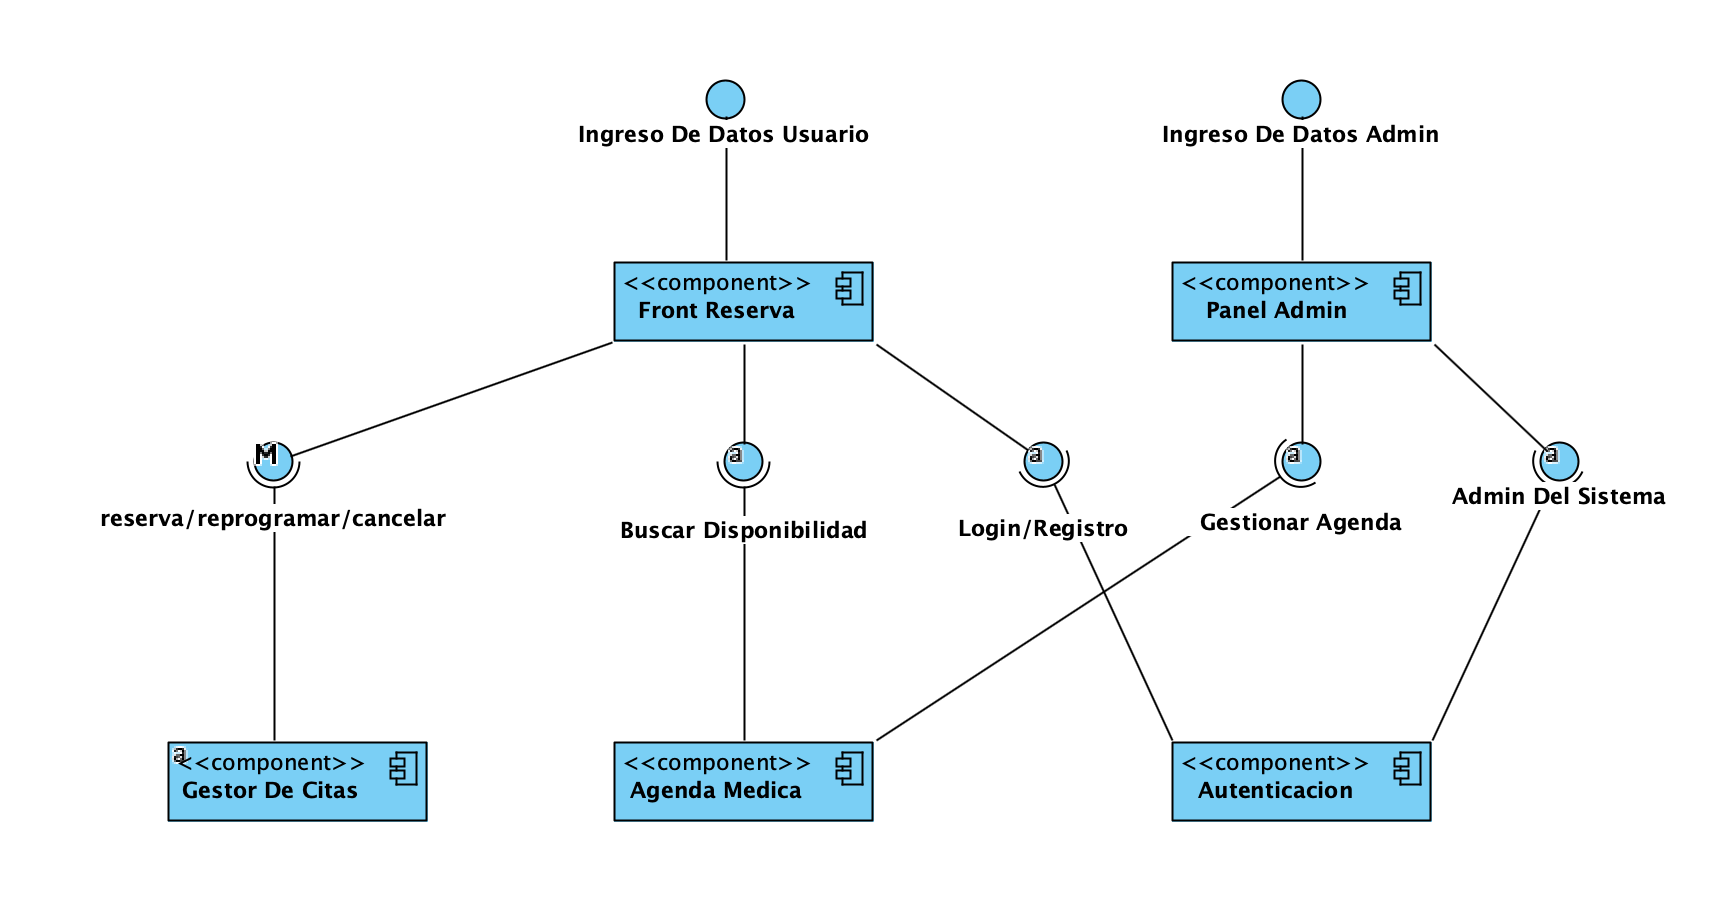 Ingreso De Datos Usuario
Ingreso De Datos Admin
<<component>>
Front Reserva
<<component>>
Panel Admin
M
a
a
a
a
reserva/reprogramar/cancelar
Buscar Disponibilidad
Login/Registro
Gestionar Agenda
Admin Del Sistema
a
<<component>>
Gestor De Citas
<<component>>
Agenda Medica
<<component>>
Autenticacion